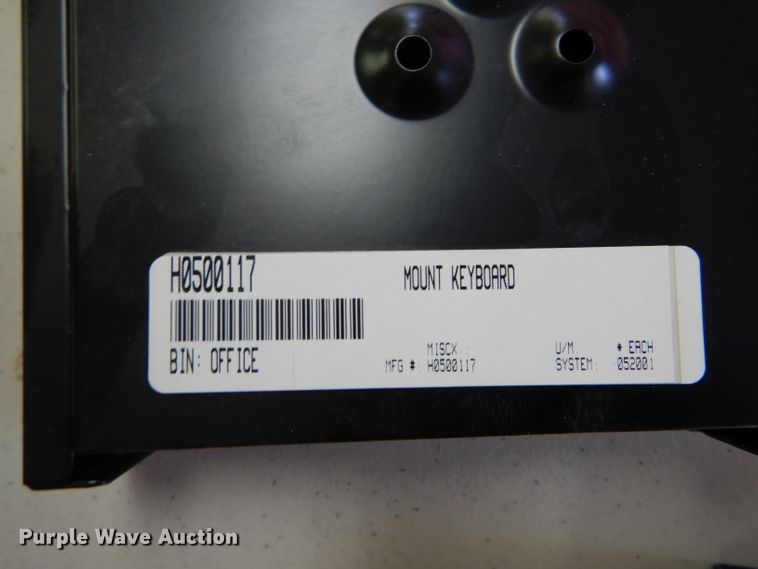 H0500117
MOUNT KEYBOARD
BIN: OFFICE
MISCX :
MFG #: H0500117
U/M: * EACH
SYSTEM: 052001
Purple Wave Auction